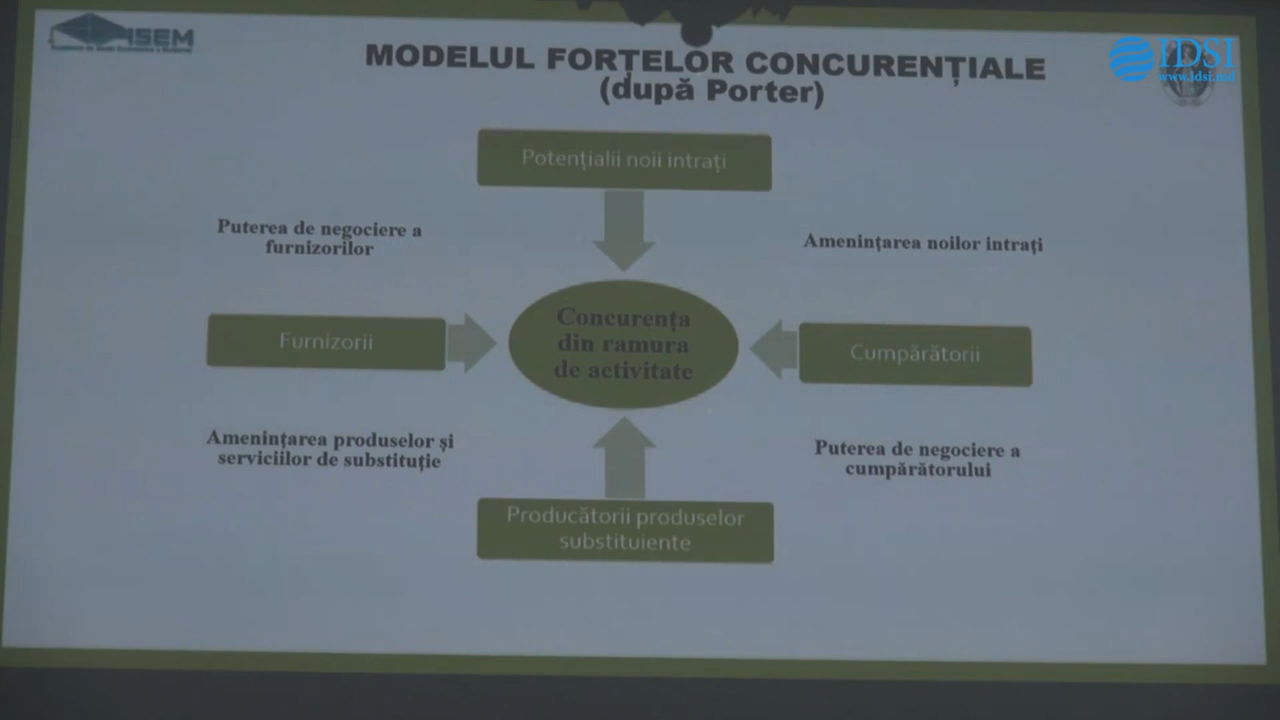 ISEM
IDSI
www.idsi.md
MODELUL FORȚELOR CONCURENȚIALE
(după Porter)
Potențialii noii intrați
Puterea de negociere a
furnizorilor
Amenințarea noilor intrați
Furnizorii
Concurența
din ramura
de activitate
Cumpărătorii
Amenințarea produselor și
serviciilor de substituție
Puterea de negociere a
cumpărătorului
Producătorii produselor
substituiente